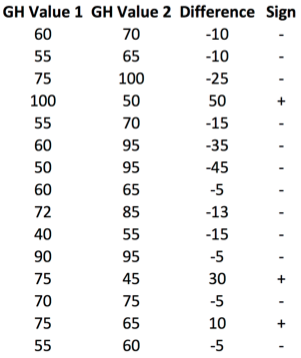 GH Value 1 GH Value 2 Difference Sign
60 70 -10 -
55 65 -10 -
75 100 -25 -
100 50 50 +
55 70 -15 -
60 95 -35 -
50 95 -45 -
60 65 -5 -
72 85 -13 -
40 55 -15 -
90 95 -5 -
75 45 30 +
70 75 -5 -
75 65 10 +
55 60 -5 -